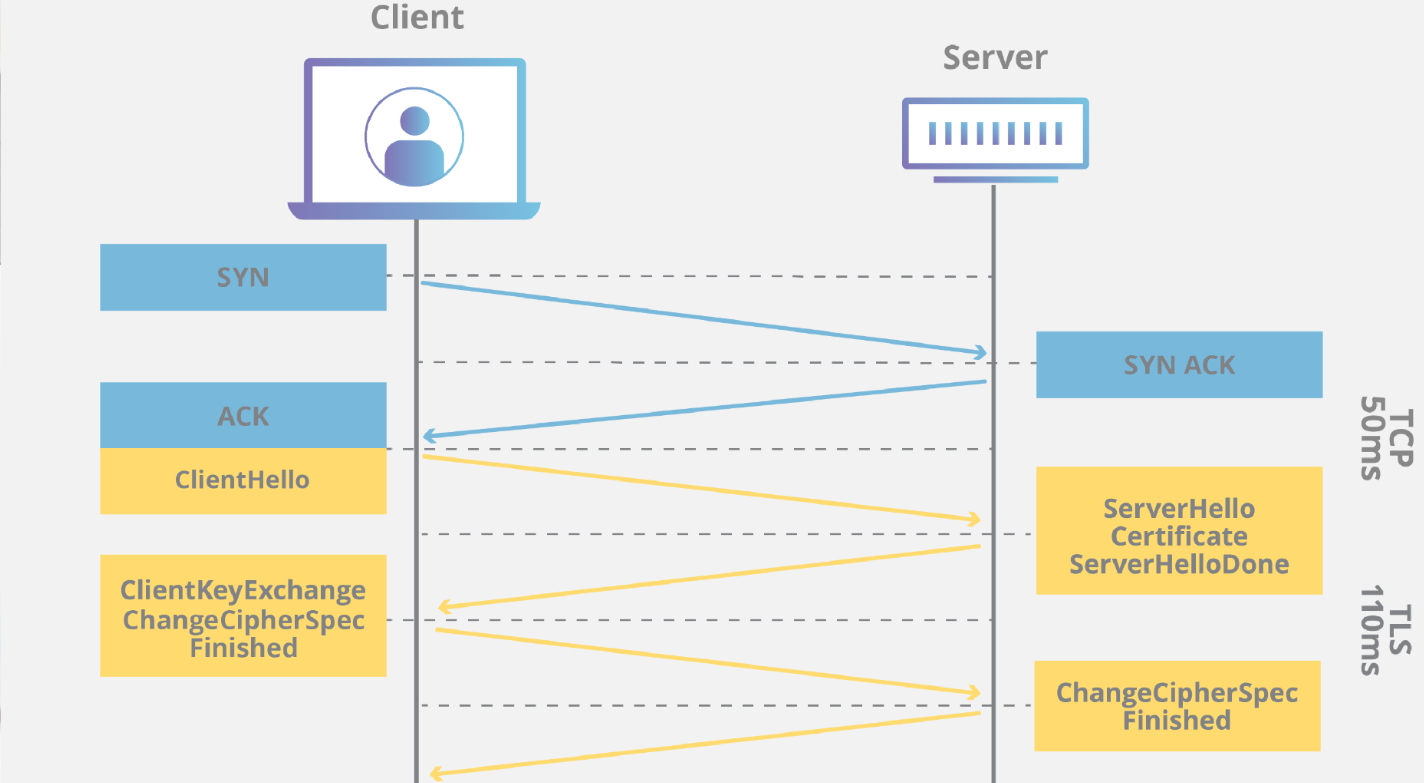 Client
Server
SYN
SYN ACK
ACK
ClientHello
TCP
50ms
ServerHello
Certificate
ServerHelloDone
ClientKeyExchange
ChangeCipherSpec
Finished
TLS
110ms
ChangeCipherSpec
Finished